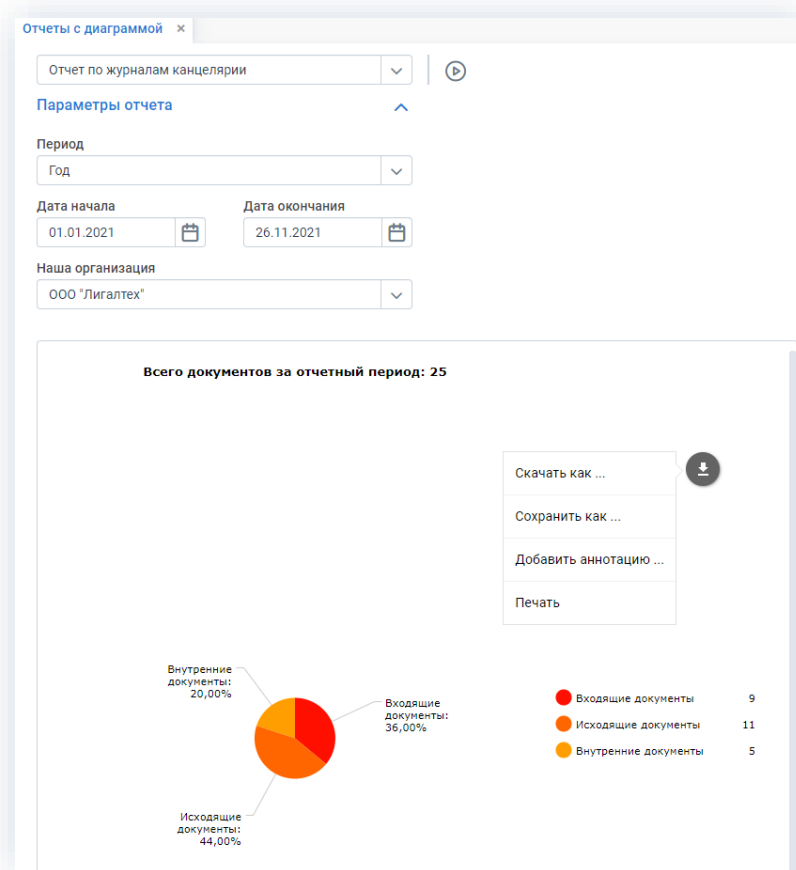 Отчеты с диаграммой ×
Отчет по журналам канцелярии
Параметры отчета
Период
Год
Дата начала Дата окончания
01.01.2021 26.11.2021
Наша организация
ООО "Лигалтех"
Всего документов за отчетный период: 25
Скачать как ...
Сохранить как ...
Добавить аннотацию ...
Печать
Внутренние
документы:
20,00%
Входящие
документы:
36,00%
Исходящие
документы:
44,00%
Входящие документы 9
Исходящие документы 11
Внутренние документы 5